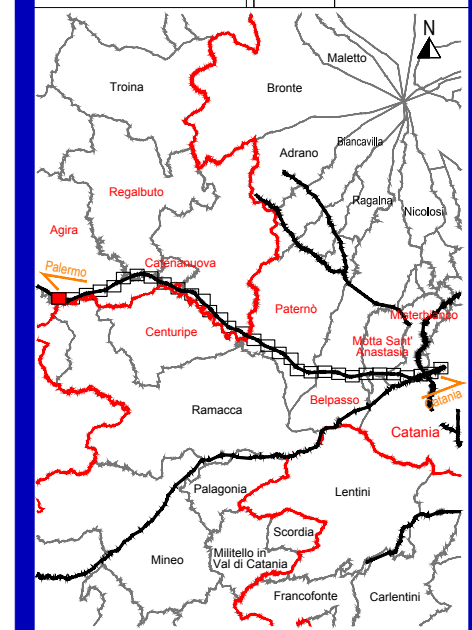 N
Maletto
Troina
Bronte
Biancavilla
Adrano
Regalbuto
Ragalna
Nicolosi
Agira
Catenanuova
Palermo
Paternò
Misterbianco
Centuripe
Motta Sant'
Anastasia
Belpasso
Catania
Ramacca
Catania
Palagonia
Lentini
Scordia
Mineo
Militello in
Val di Catania
Francofonte
Carlentini